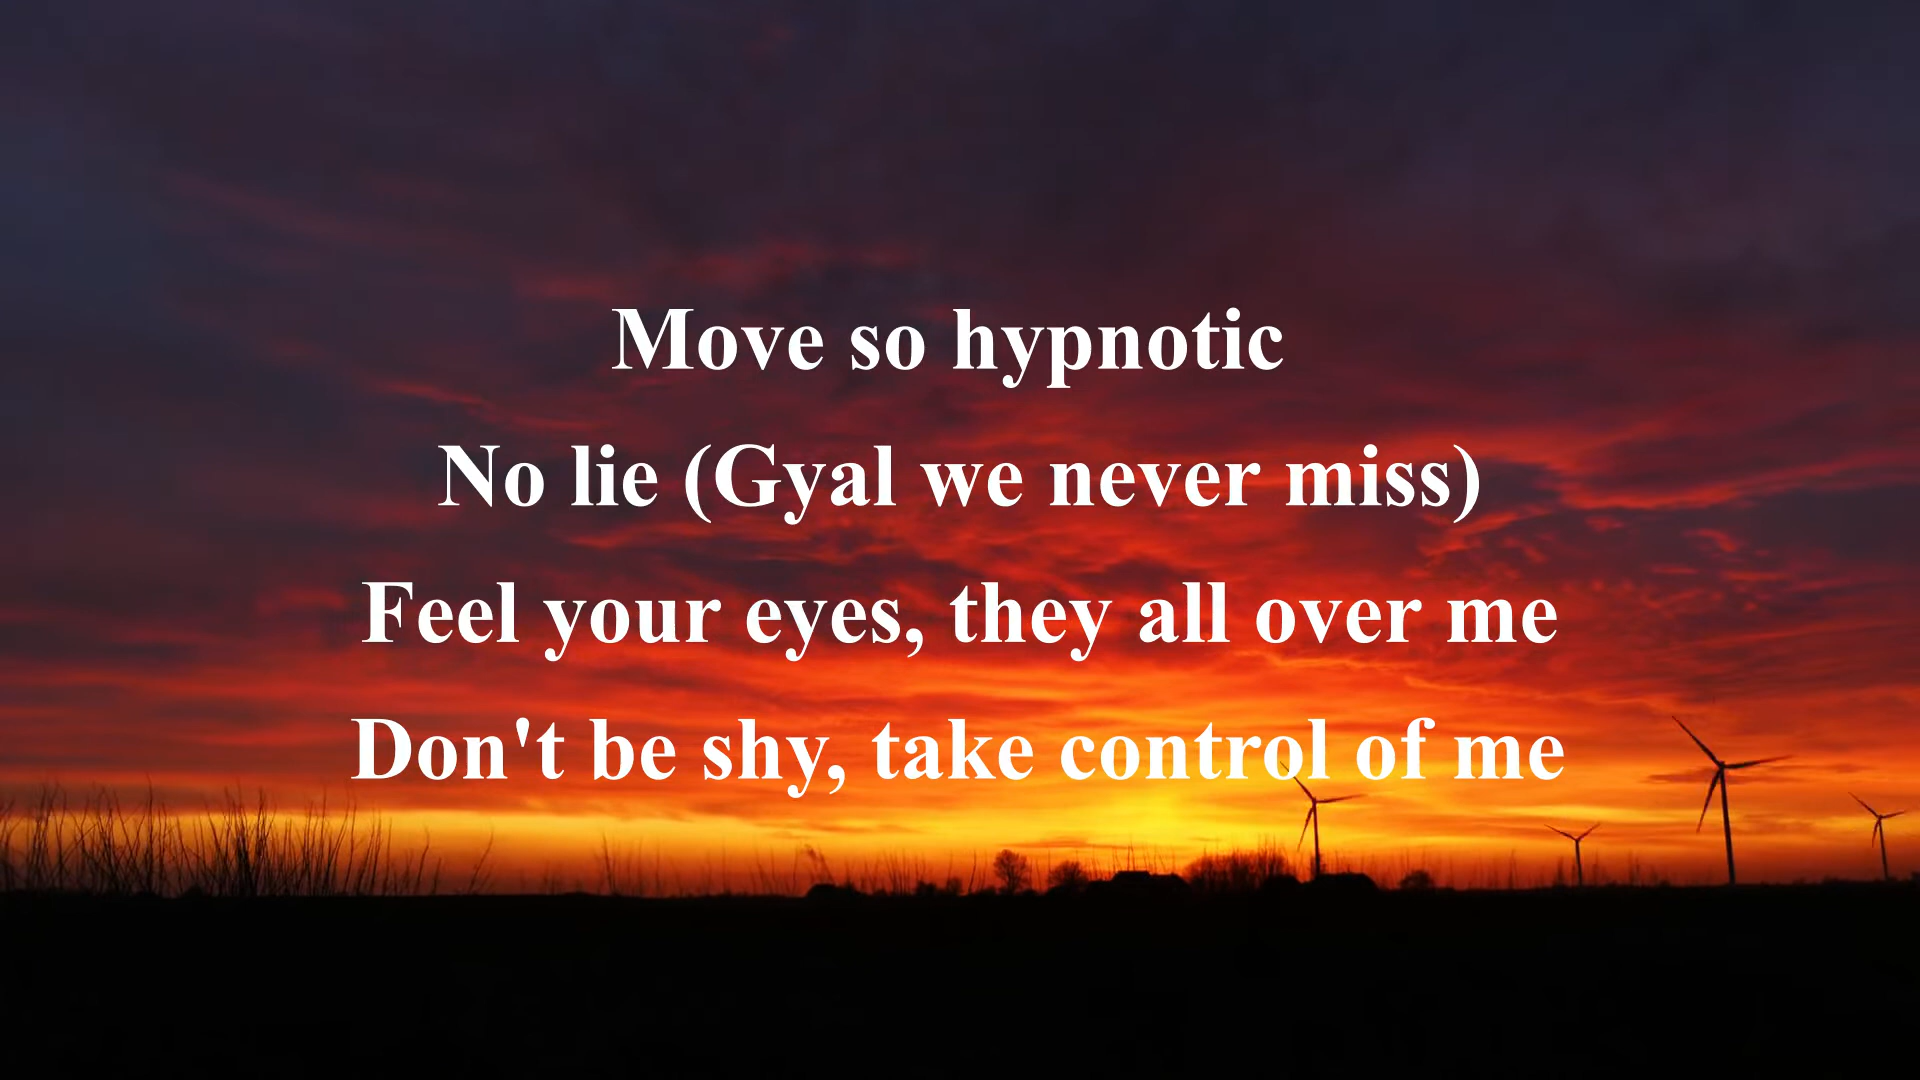 Move so hypnotic
No lie (Gyal we never miss)
Feel your eyes, they all over me
Don't be shy, take control of me